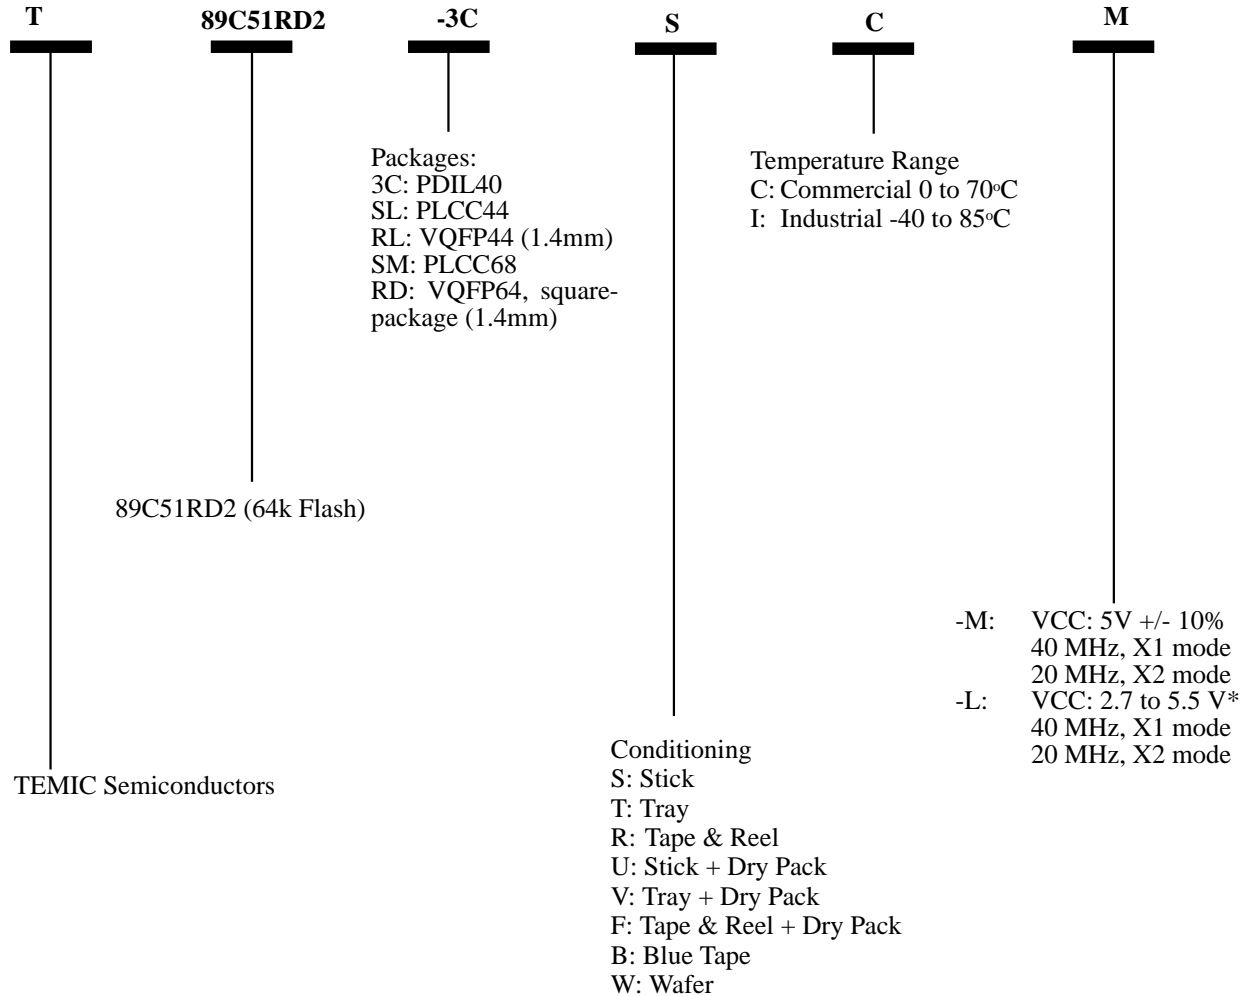 T 89C51RD2 -3C S C M
Packages:
3C: PDIL40
SL: PLCC44
RL: VQFP44 (1.4mm)
SM: PLCC68
RD: VQFP64, square-
package (1.4mm)
Temperature Range
C: Commercial 0 to 70oC
I: Industrial -40 to 85oC
89C51RD2 (64k Flash)
-M: VCC: 5V +/- 10%
40 MHz, X1 mode
20 MHz, X2 mode
-L: VCC: 2.7 to 5.5 V*
40 MHz, X1 mode
20 MHz, X2 mode
TEMIC Semiconductors
Conditioning
S: Stick
T: Tray
R: Tape & Reel
U: Stick + Dry Pack
V: Tray + Dry Pack
F: Tape & Reel + Dry Pack
B: Blue Tape
W: Wafer